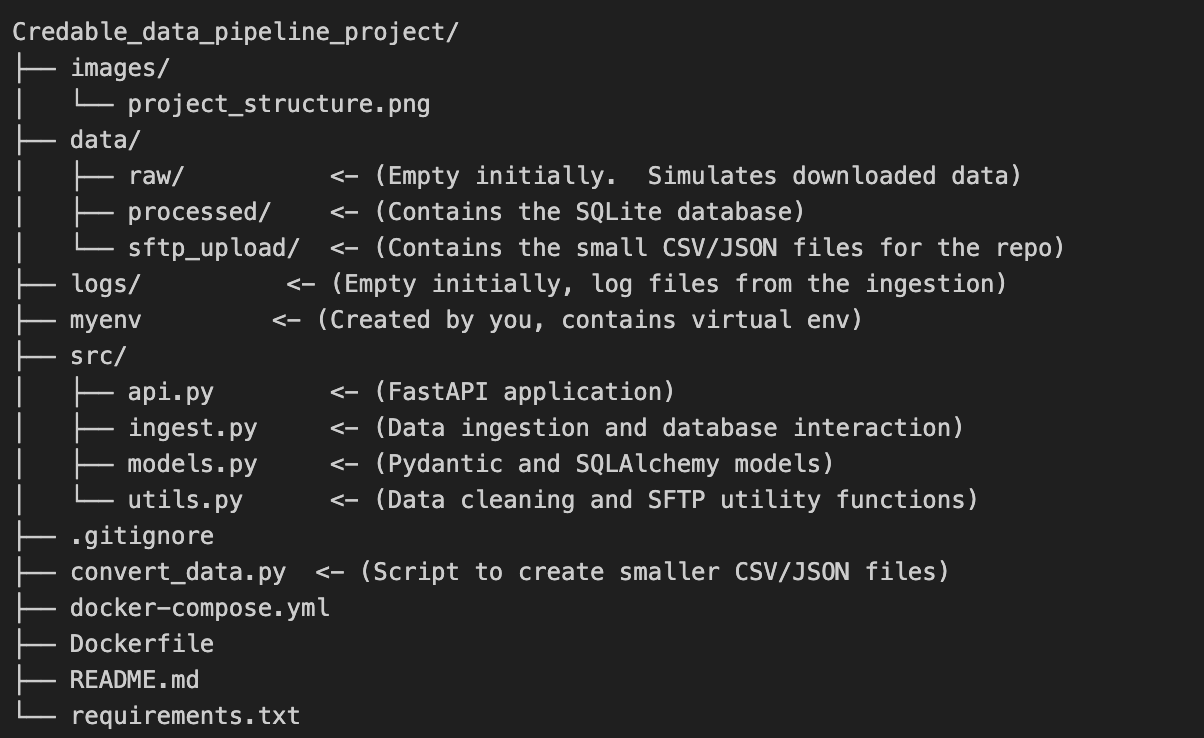 Credable_data_pipeline_project/
├── images/
│   └── project_structure.png
├── data/
│   ├── raw/          <- (Empty initially.  Simulates downloaded data)
│   ├── processed/    <- (Contains the SQLite database)
│   └── sftp_upload/  <- (Contains the small CSV/JSON files for the repo)
├── logs/          <- (Empty initially, log files from the ingestion)
├── myenv         <- (Created by you, contains virtual env)
├── src/
│   ├── api.py        <- (FastAPI application)
│   ├── ingest.py     <- (Data ingestion and database interaction)
│   ├── models.py     <- (Pydantic and SQLAlchemy models)
│   └── utils.py      <- (Data cleaning and SFTP utility functions)
├── .gitignore
├── convert_data.py  <- (Script to create smaller CSV/JSON files)
├── docker-compose.yml
├── Dockerfile
├── README.md
└── requirements.txt